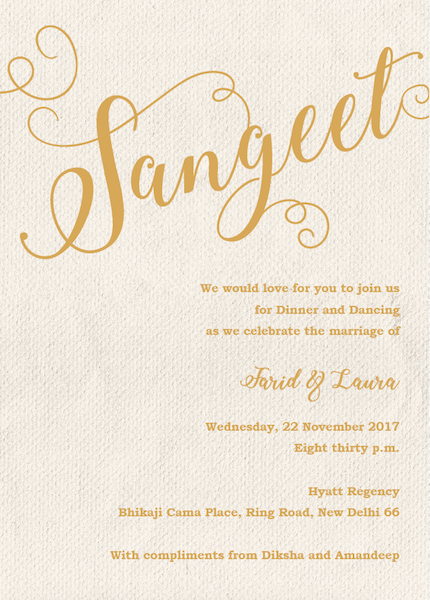 Sangeet
We would love for you to join us
for Dinner and Dancing
as we celebrate the marriage of
Farid & Laura
Wednesday, 22 November 2017
Eight thirty p.m.
Hyatt Regency
Bhikaji Cama Place, Ring Road, New Delhi 66
With compliments from Diksha and Amandeep